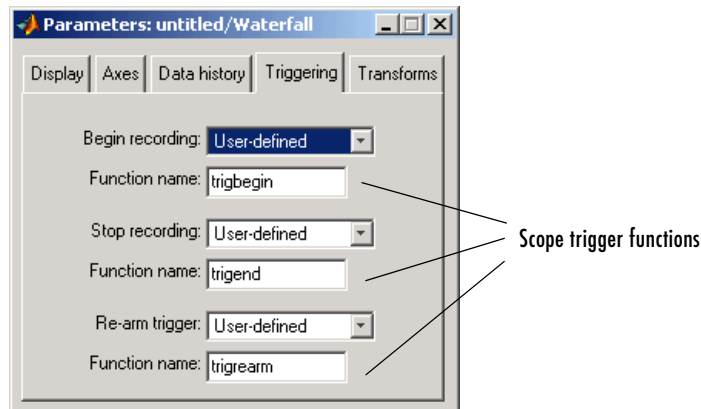 Parameters: untitled/Waterfall
Display Axes Data history Triggering Transforms
Begin recording: User-defined
Function name: trigbegin
Stop recording: User-defined
Scope trigger functions
Function name: trigend
Re-arm trigger: User-defined
Function name: trigrearm